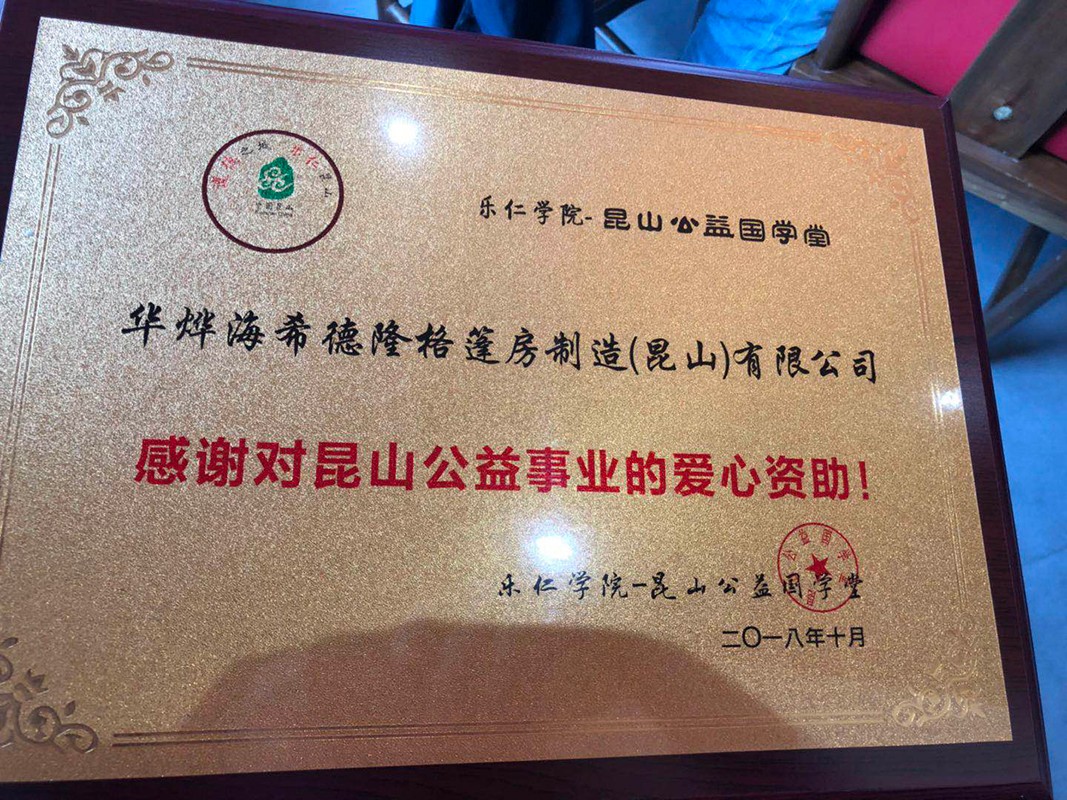 乐仁学院-昆山公益国学堂
华烨海希德隆格篷房制造(昆山)有限公司
感谢对昆山公益事业的爱心资助!
乐仁学院-昆山公益国学堂
二〇一八年十月